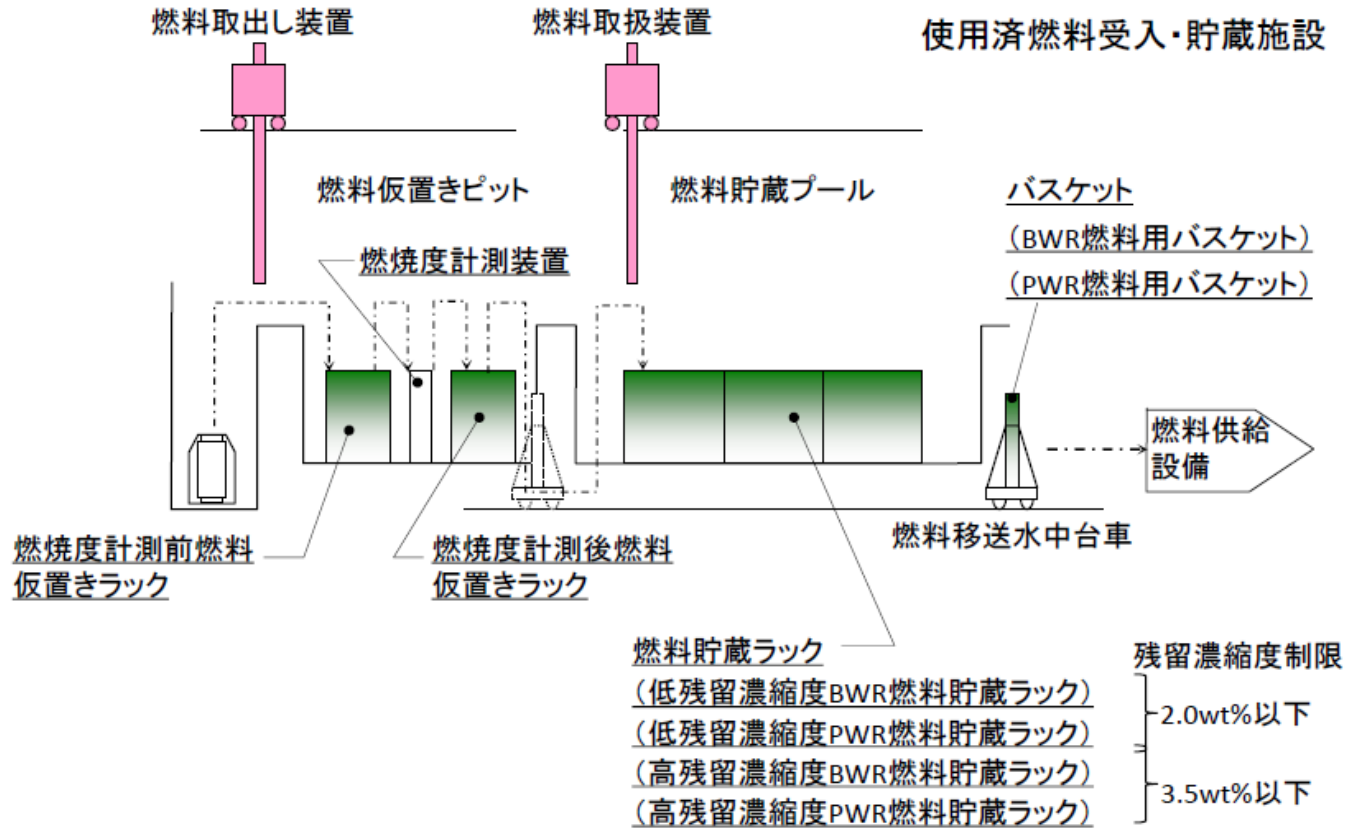 燃料取出し装置
燃料取扱装置
使用済燃料受入・貯蔵施設
燃料仮置きピット
燃料貯蔵プール
バスケット
（BWR燃料用バスケット）
（PWR燃料用バスケット）
燃焼度計測装置
燃料供給
設備
燃料移送水中台車
燃焼度計測前燃料
仮置きラック
燃焼度計測後燃料
仮置きラック
燃料貯蔵ラック
（低残留濃縮度BWR燃料貯蔵ラック）
（低残留濃縮度PWR燃料貯蔵ラック）
（高残留濃縮度BWR燃料貯蔵ラック）
（高残留濃縮度PWR燃料貯蔵ラック）
残留濃縮度制限
2.0wt%以下
3.5wt%以下